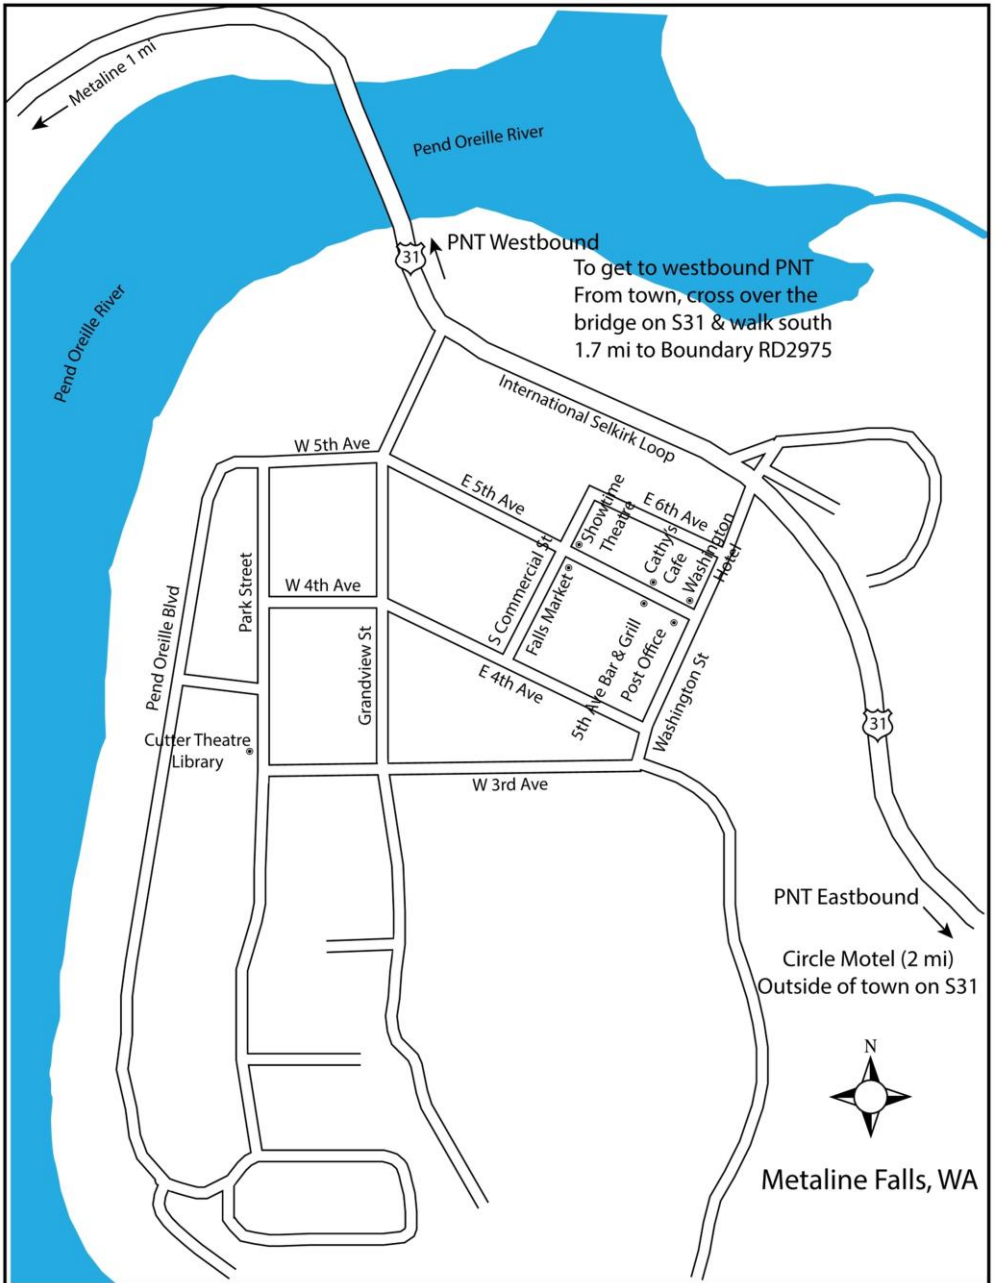 Metaline 1 mi
Pend Oreille River
PNT Westbound
31
To get to westbound PNT
From town, cross over the
bridge on S31 & walk south
1.7 mi to Boundary RD2975
Pend Oreille River
International Selkirk Loop
W 5th Ave
E 5th Ave
E 6th Ave
Showtime
Theatre
Cathy's
Cafe
Washington
Hotel
S Commercial St
Falls Market
W 4th Ave
Park Street
Pend Oreille Blvd
Grandview St
E 4th Ave
5th Ave Bar & Grill
Post Office
Washington St
31
Cutter Theatre
Library
W 3rd Ave
PNT Eastbound
Circle Motel (2 mi)
Outside of town on S31
N
Metaline Falls, WA